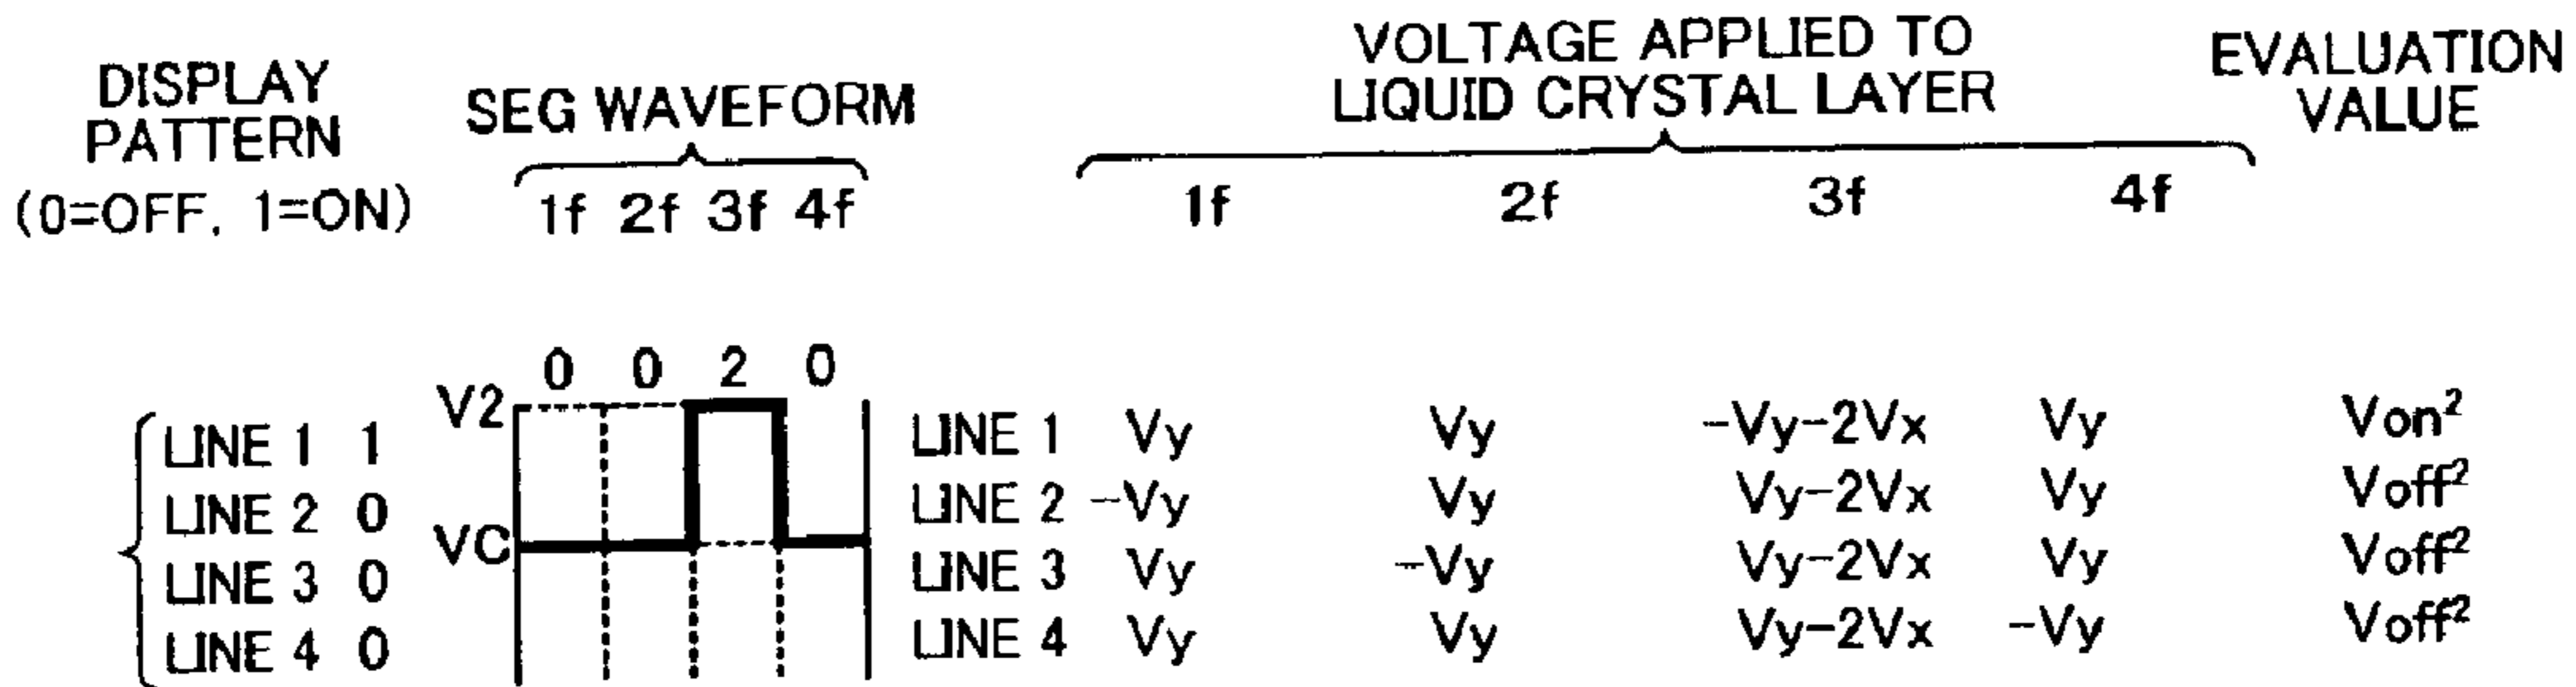 DISPLAY PATTERN (0=OFF, 1=ON)
SEG WAVEFORM
1f 2f 3f 4f
VOLTAGE APPLIED TO LIQUID CRYSTAL LAYER
1f 2f 3f 4f
EVALUATION VALUE
0 0 2 0
V2
VC
LINE 1 1
LINE 2 0
LINE 3 0
LINE 4 0
LINE 1 Vy Vy -Vy-2Vx Vy Von²
LINE 2 -Vy Vy Vy-2Vx Vy Voff²
LINE 3 Vy -Vy Vy-2Vx Vy Voff²
LINE 4 Vy Vy Vy-2Vx -Vy Voff²